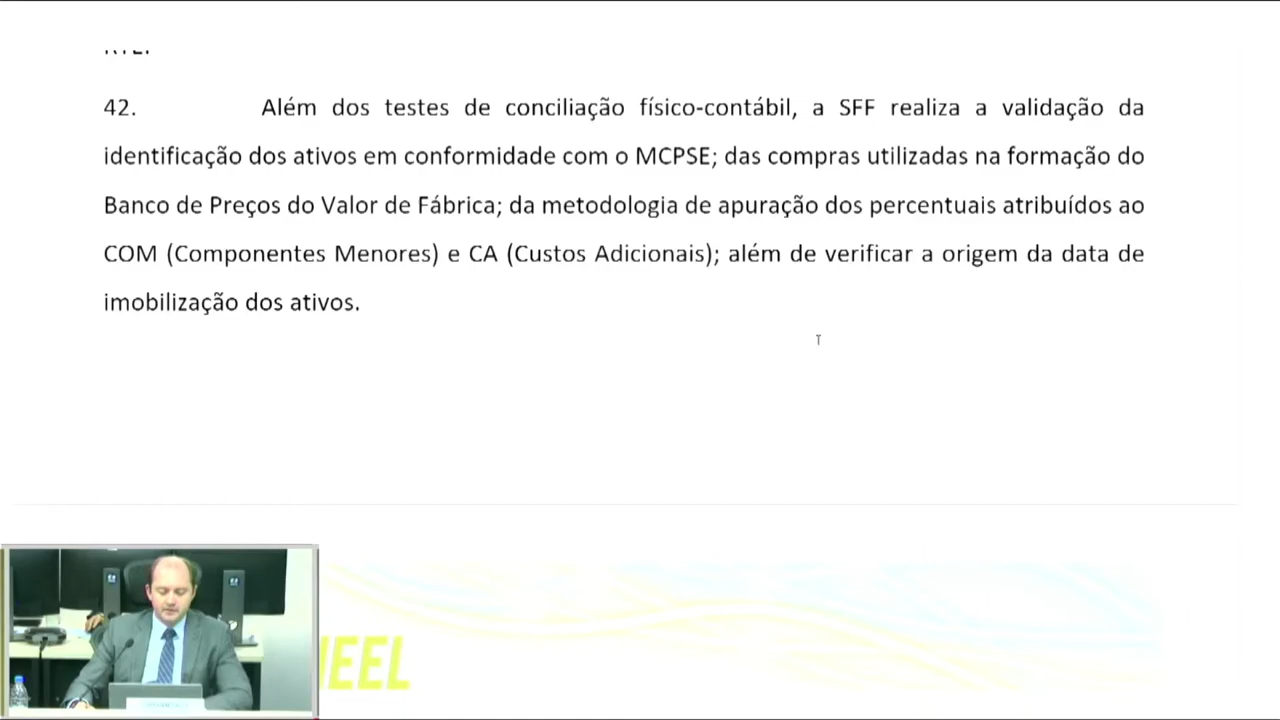 42. Além dos testes de conciliação físico-contábil, a SFF realiza a validação da
identificação dos ativos em conformidade com o MCPSE; das compras utilizadas na formação do
Banco de Preços do Valor de Fábrica; da metodologia de apuração dos percentuais atribuídos ao
COM (Componentes Menores) e CA (Custos Adicionais); além de verificar a origem da data de
imobilização dos ativos.